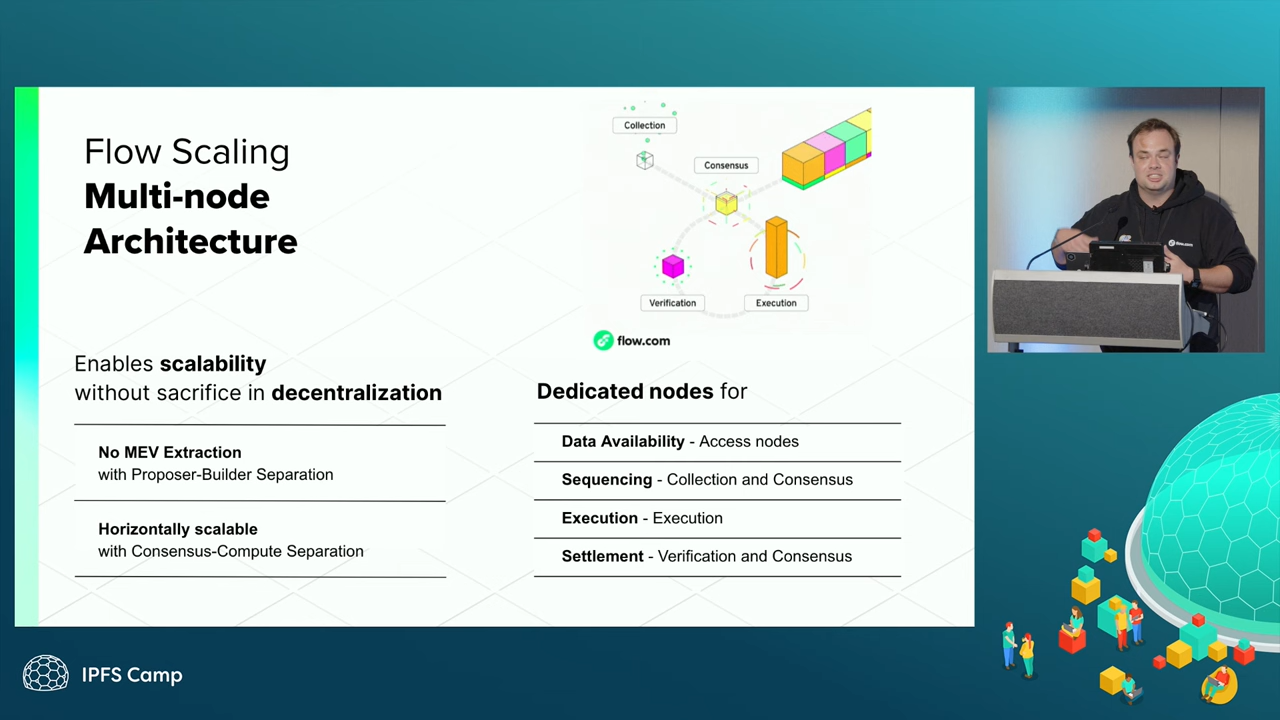 Flow Scaling
Multi-node
Architecture
Enables scalability
without sacrifice in decentralization
No MEV Extraction
with Proposer-Builder Separation
Horizontally scalable
with Consensus-Compute Separation
Collection
Consensus
Verification
Execution
flow.com
Dedicated nodes for
Data Availability - Access nodes
Sequencing - Collection and Consensus
Execution - Execution
Settlement - Verification and Consensus
flow.com
IPFS Camp